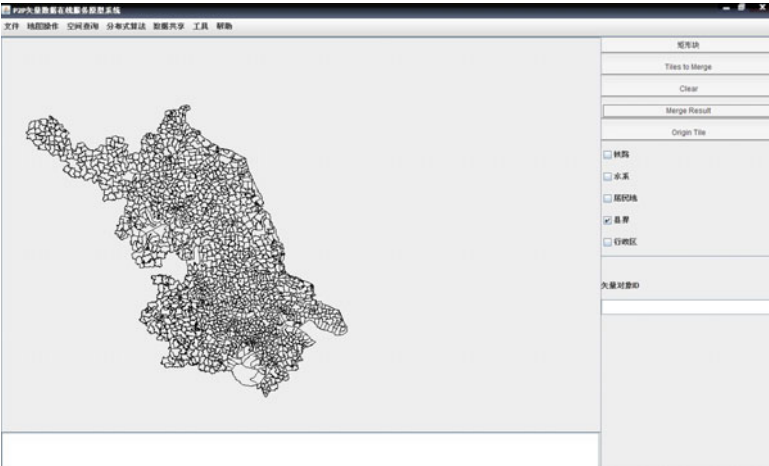 P2P矢量数据在线服务原型系统
文件 地图操作 空间查询 分布式算法 数据共享 工具 帮助
矩形块
Tiles to Merge
Clear
Merge Result
Origin Tile
铁路
水系
居民地
县界
行政区
矢量对象ID